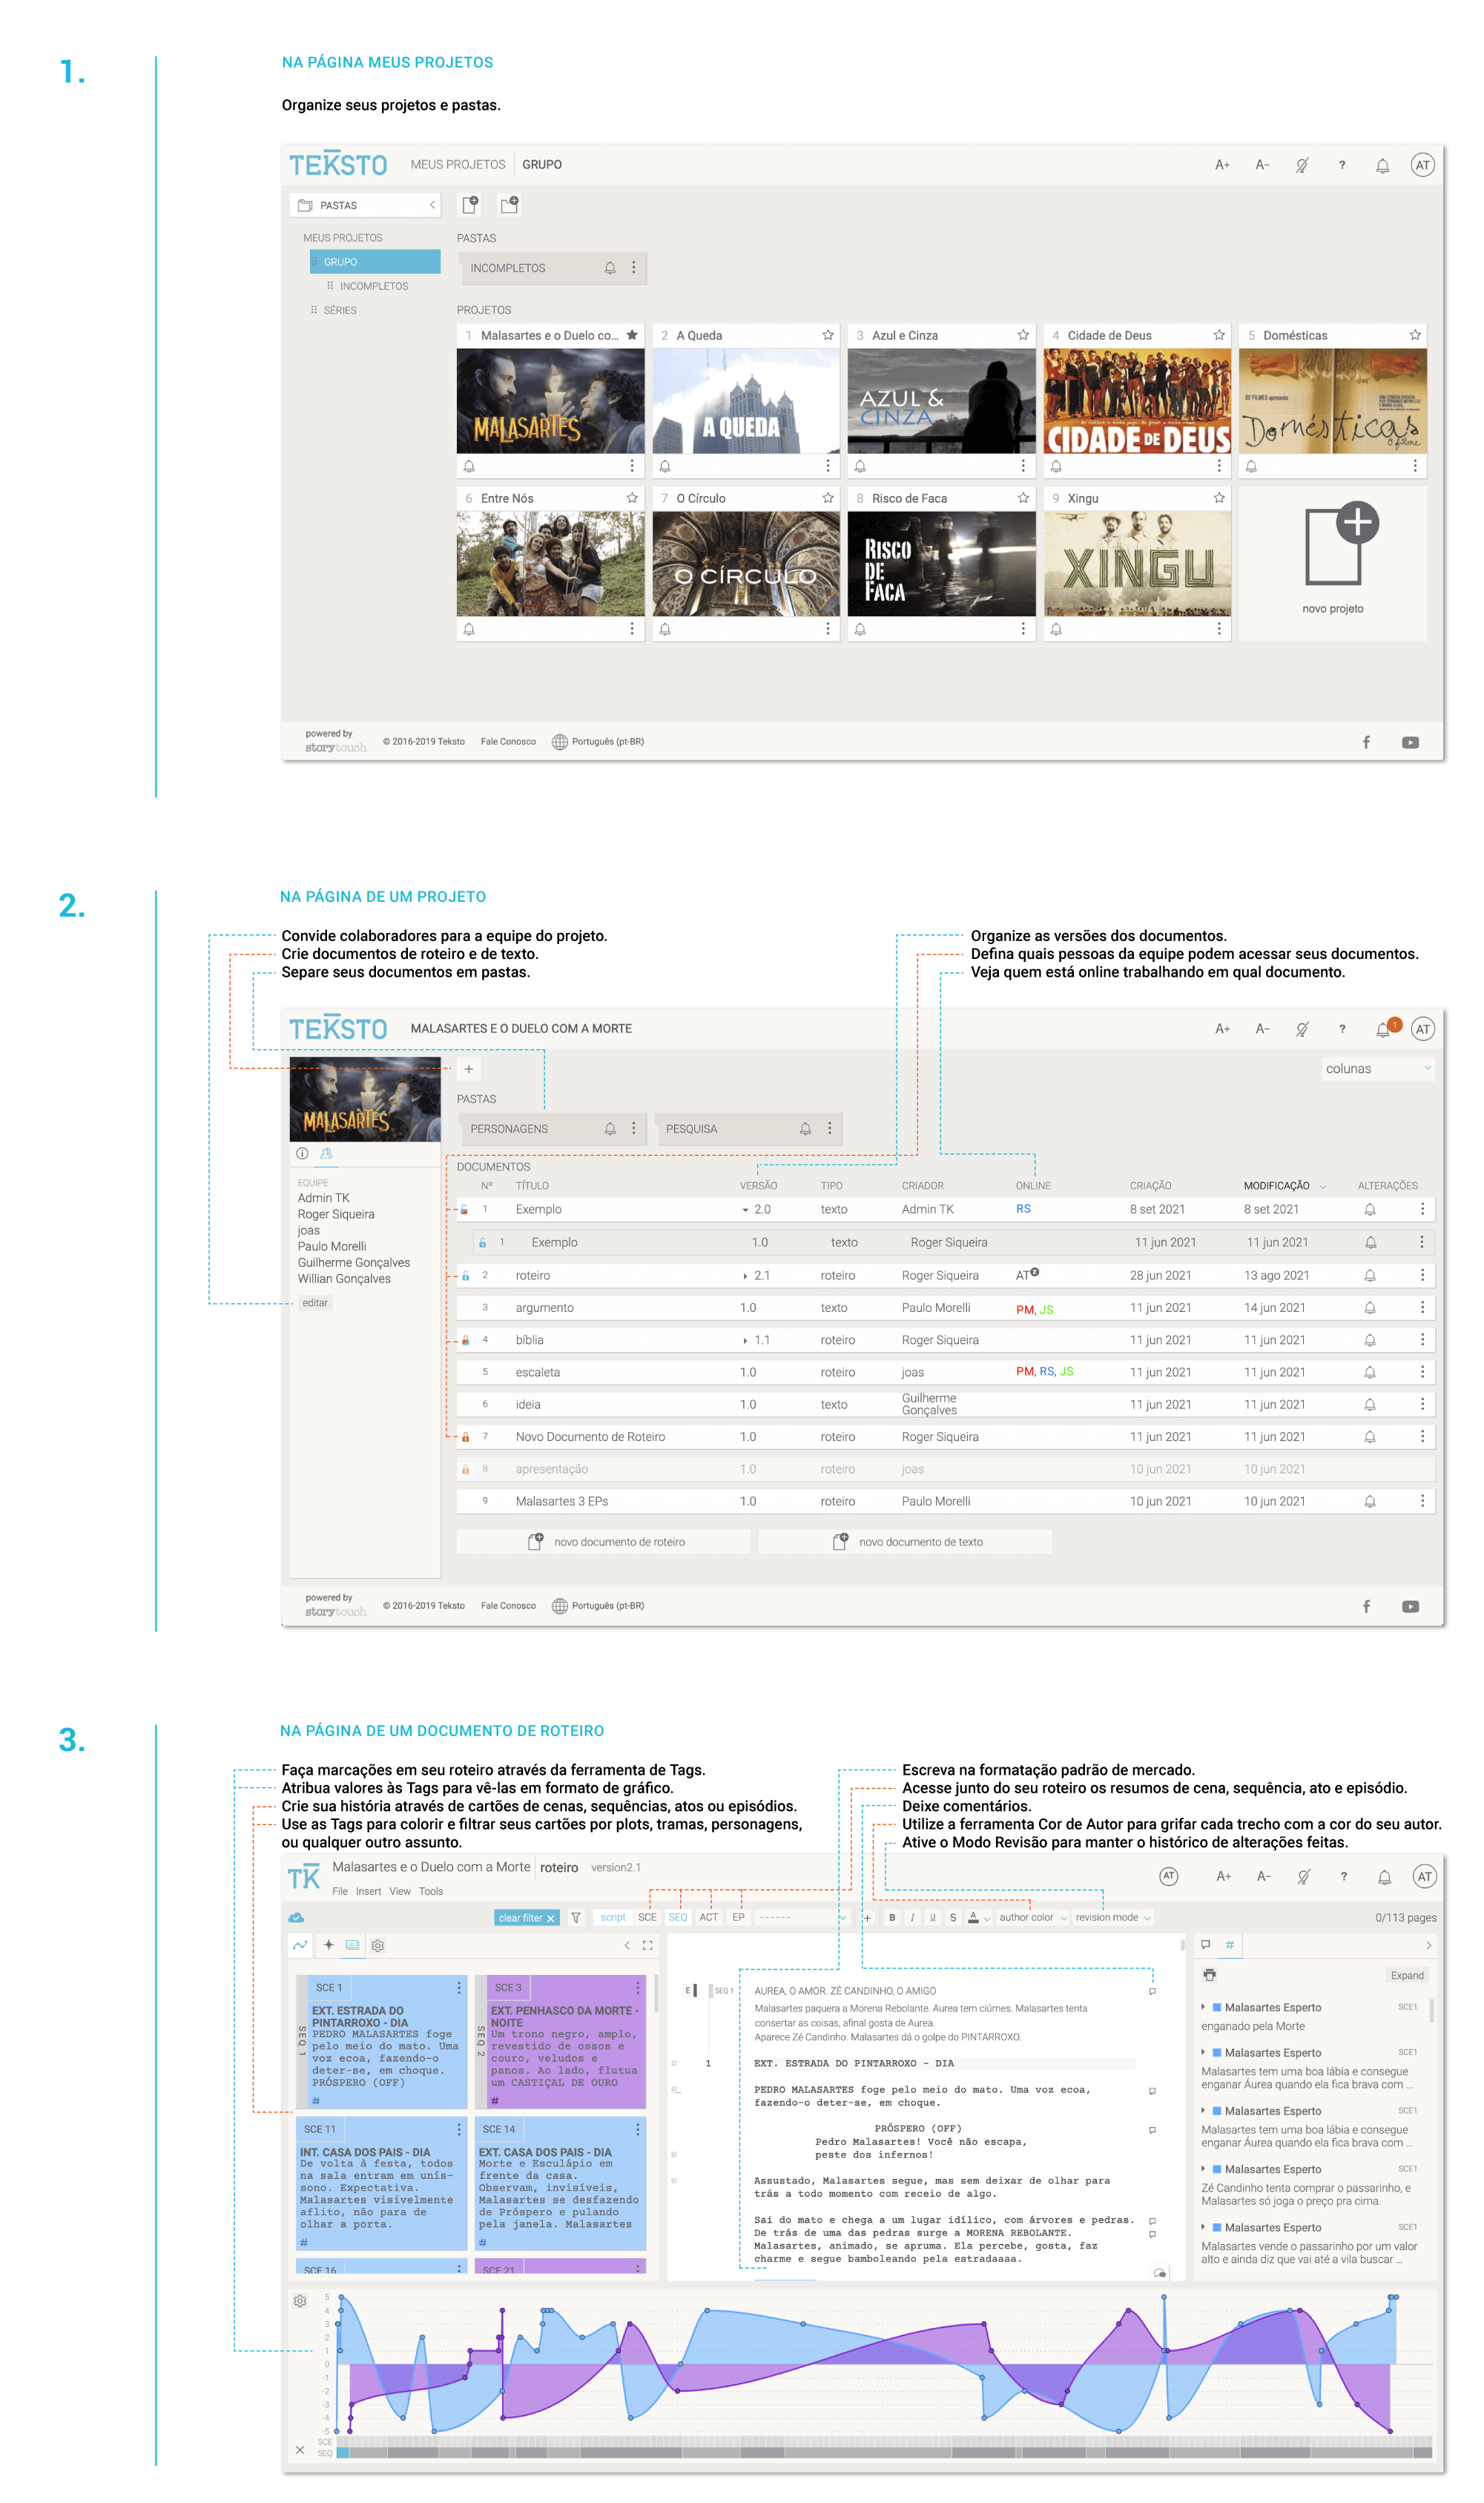 1.
NA PÁGINA MEUS PROJETOS
Organize seus projetos e pastas.
TEKSTO MEUS PROJETOS GRUPO A+ A- ? AT
PASTAS
MEUS PROJETOS
GRUPO
INCOMPLETOS
SÉRIES
PASTAS
INCOMPLETOS
PROJETOS
1 Malasartes e o Duelo co...
MALASARTES
2 A Queda
A QUEDA
3 Azul e Cinza
AZUL &
CINZA
4 Cidade de Deus
CIDADE DE DEUS
5 Domésticas
O2 FILMES apresenta
Domésticas
o filme
6 Entre Nós
7 O Círculo
O CÍRCULO
8 Risco de Faca
RISCO
DE
FACA
9 Xingu
XINGU
novo projeto
powered by
storytouch
© 2016-2019 Teksto Fale Conosco Português (pt-BR)
2.
NA PÁGINA DE UM PROJETO
Convide colaboradores para a equipe do projeto.
Crie documentos de roteiro e de texto.
Separe seus documentos em pastas.
Organize as versões dos documentos.
Defina quais pessoas da equipe podem acessar seus documentos.
Veja quem está online trabalhando em qual documento.
TEKSTO MALASARTES E O DUELO COM A MORTE A+ A- ? 1 AT
MALASARTES
EQUIPE
Admin TK
Roger Siqueira
joas
Paulo Morelli
Guilherme Gonçalves
Willian Gonçalves
editar
+
colunas
PASTAS
PERSONAGENS
PESQUISA
DOCUMENTOS
Nº TÍTULO VERSÃO TIPO CRIADOR ONLINE CRIAÇÃO MODIFICAÇÃO ALTERAÇÕES
1 Exemplo 2.0 texto Admin TK RS 8 set 2021 8 set 2021
1 Exemplo 1.0 texto Roger Siqueira 11 jun 2021 11 jun 2021
2 roteiro 2.1 roteiro Roger Siqueira AT2 28 jun 2021 13 ago 2021
3 argumento 1.0 texto Paulo Morelli PM, JS 11 jun 2021 14 jun 2021
4 bíblia 1.1 roteiro Roger Siqueira 11 jun 2021 11 jun 2021
5 escaleta 1.0 roteiro joas PM, RS, JS 11 jun 2021 11 jun 2021
6 ideia 1.0 texto Guilherme Gonçalves 11 jun 2021 11 jun 2021
7 Novo Documento de Roteiro 1.0 roteiro Roger Siqueira 11 jun 2021 11 jun 2021
8 apresentação 1.0 roteiro joas 10 jun 2021 10 jun 2021
9 Malasartes 3 EPs 1.0 roteiro Paulo Morelli 10 jun 2021 10 jun 2021
novo documento de roteiro
novo documento de texto
powered by
storytouch
© 2016-2019 Teksto Fale Conosco Português (pt-BR)
3.
NA PÁGINA DE UM DOCUMENTO DE ROTEIRO
Faça marcações em seu roteiro através da ferramenta de Tags.
Atribua valores às Tags para vê-las em formato de gráfico.
Crie sua história através de cartões de cenas, sequências, atos ou episódios.
Use as Tags para colorir e filtrar seus cartões por plots, tramas, personagens,
ou qualquer outro assunto.
Escreva na formatação padrão de mercado.
Acesse junto do seu roteiro os resumos de cena, sequência, ato e episódio.
Deixe comentários.
Utilize a ferramenta Cor de Autor para grifar cada trecho com a cor do seu autor.
Ative o Modo Revisão para manter o histórico de alterações feitas.
TK Malasartes e o Duelo com a Morte roteiro version2.1 AT A+ A- ? AT
File Insert View Tools
clear filter × script SCE SEQ ACT EP ------ + B I U S A author color revision mode 0/113 pages
SCE 1
SEQ 1
EXT. ESTRADA DO
PINTARROXO - DIA
PEDRO MALASARTES foge
pelo meio do mato. Uma
voz ecoa, fazendo-o
deter-se, em choque.
PRÓSPERO (OFF)
#
SCE 3
SEQ 2
EXT. PENHASCO DA MORTE -
NOITE
Um trono negro, amplo,
revestido de ossos e
couro, veludos e
panos. Ao lado, flutua
um CASTIÇAL DE OURO
#
SCE 11
INT. CASA DOS PAIS - DIA
De volta à festa, todos
na sala entram em unís-
sono. Expectativa.
Malasartes visivelmente
aflito, não para de
olhar a porta.
#
SCE 14
EXT. CASA DOS PAIS - DIA
Morte e Esculápio em
frente da casa.
Observam, invisíveis,
Malasartes se desfazendo
de Próspero e pulando
pela janela. Malasartes
#
SCE 16
SCE 21
E SEQ 1
AUREA, O AMOR. ZÉ CANDINHO, O AMIGO
Malasartes paquera a Morena Rebolante. Aurea tem ciúmes. Malasartes tenta
consertar as coisas, afinal gosta de Aurea.
Aparece Zé Candinho. Malasartes dá o golpe do PINTARROXO.
# 1 EXT. ESTRADA DO PINTARROXO - DIA
PEDRO MALASARTES foge pelo meio do mato. Uma voz ecoa,
fazendo-o deter-se, em choque.
PRÓSPERO (OFF)
Pedro Malasartes! Você não escapa,
# peste dos infernos!
# Assustado, Malasartes segue, mas sem deixar de olhar para
trás a todo momento com receio de algo.
Sai do mato e chega a um lugar idílico, com árvores e pedras.
De trás de uma das pedras surge a MORENA REBOLANTE.
Malasartes, animado, se apruma. Ela percebe, gosta, faz
charme e segue bamboleando pela estradaaaa.
#
Expand
Malasartes Esperto SCE1
enganado pela Morte
Malasartes Esperto SCE1
Malasartes tem uma boa lábia e consegue
enganar Áurea quando ela fica brava com ...
Malasartes Esperto SCE1
Malasartes tem uma boa lábia e consegue
enganar Áurea quando ela fica brava com ...
Malasartes Esperto SCE1
Zé Candinho tenta comprar o passarinho, e
Malasartes só joga o preço pra cima.
Malasartes Esperto SCE1
Malasartes vende o passarinho por um valor
alto e ainda diz que vai até a vila buscar ...
5
4
3
2
1
0
-1
-2
-3
-4
-5
SCE
SEQ